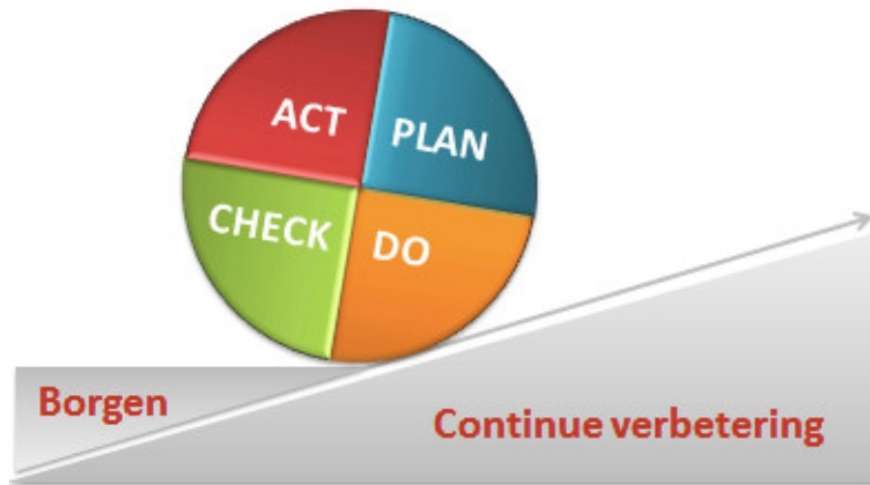 ACT
PLAN
CHECK
DO
Borgen
Continue verbetering